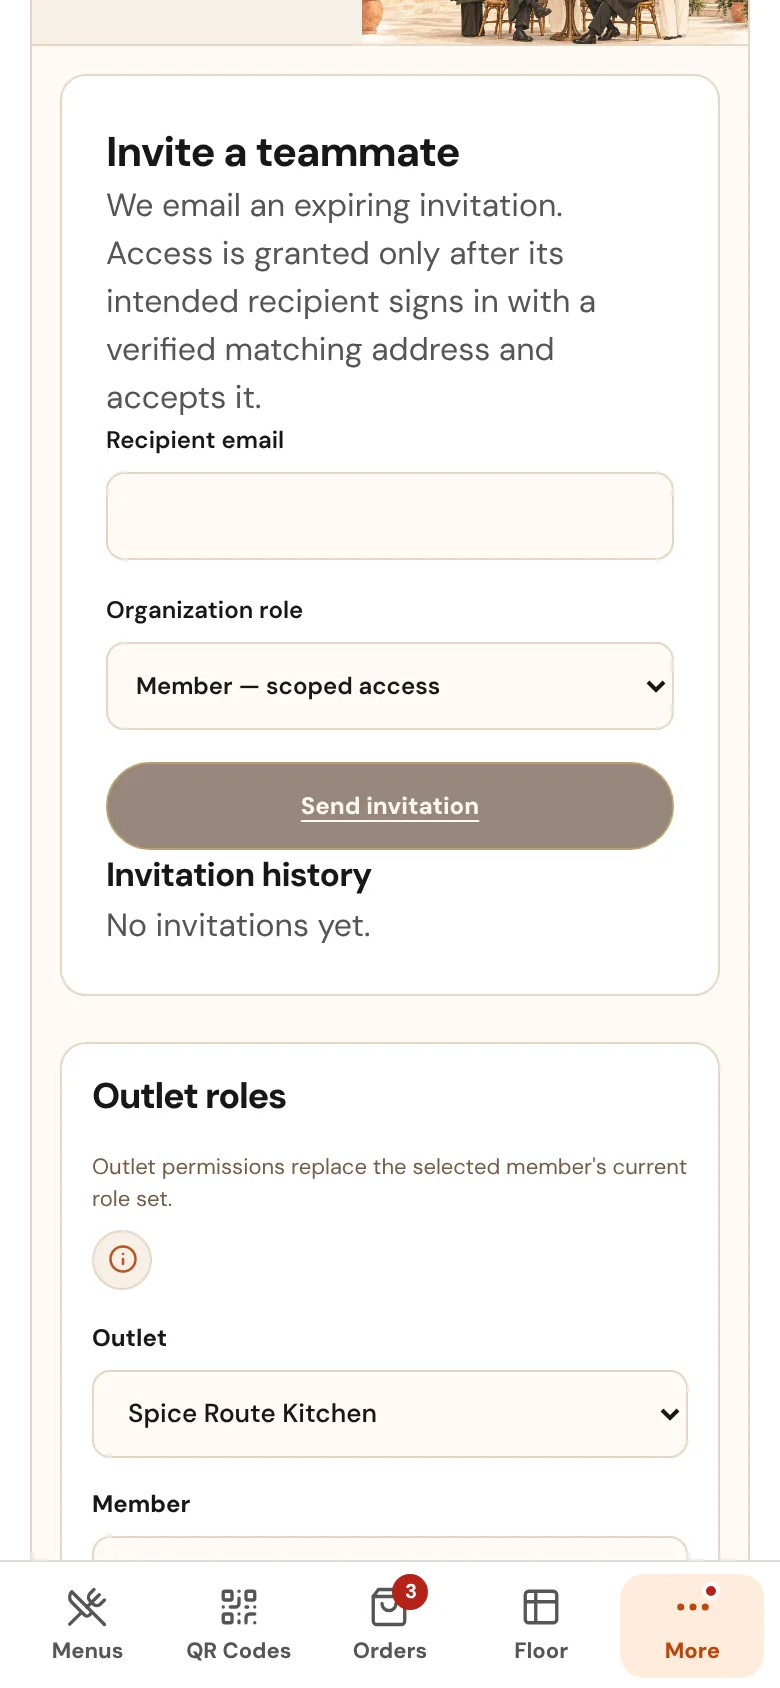 Invite a teammate
We email an expiring invitation.
Access is granted only after its
intended recipient signs in with a
verified matching address and
accepts it.
Recipient email
Organization role
Member — scoped access
Send invitation
Invitation history
No invitations yet.
Outlet roles
Outlet permissions replace the selected member's current
role set.
Outlet
Spice Route Kitchen
Member
3
Menus
QR Codes
Orders
Floor
More